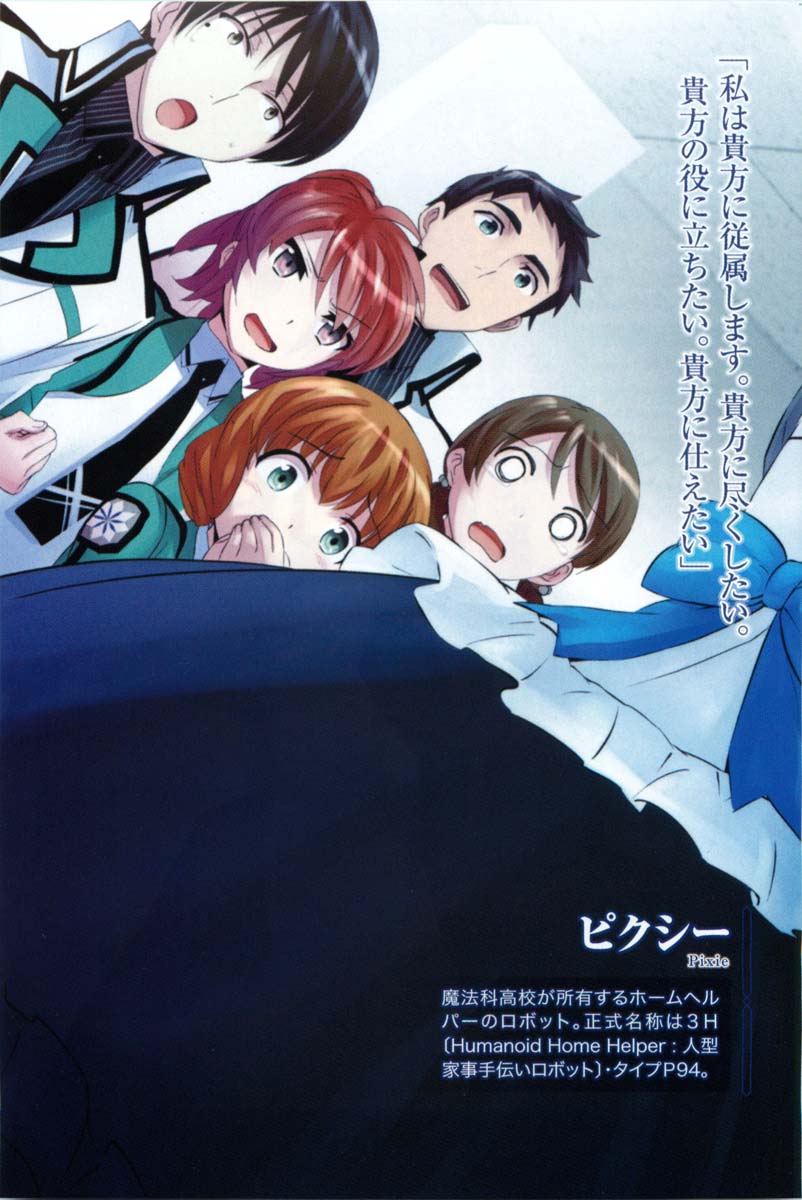 「私は貴方に従属します。貴方に尽くしたい。
貴方の役に立ちたい。貴方に仕えたい」
ピクシー
Pixie
魔法科高校が所有するホームヘル
パーのロボット。正式名称は3H
〔Humanoid Home Helper : 人型
家事手伝いロボット〕・タイプP94。